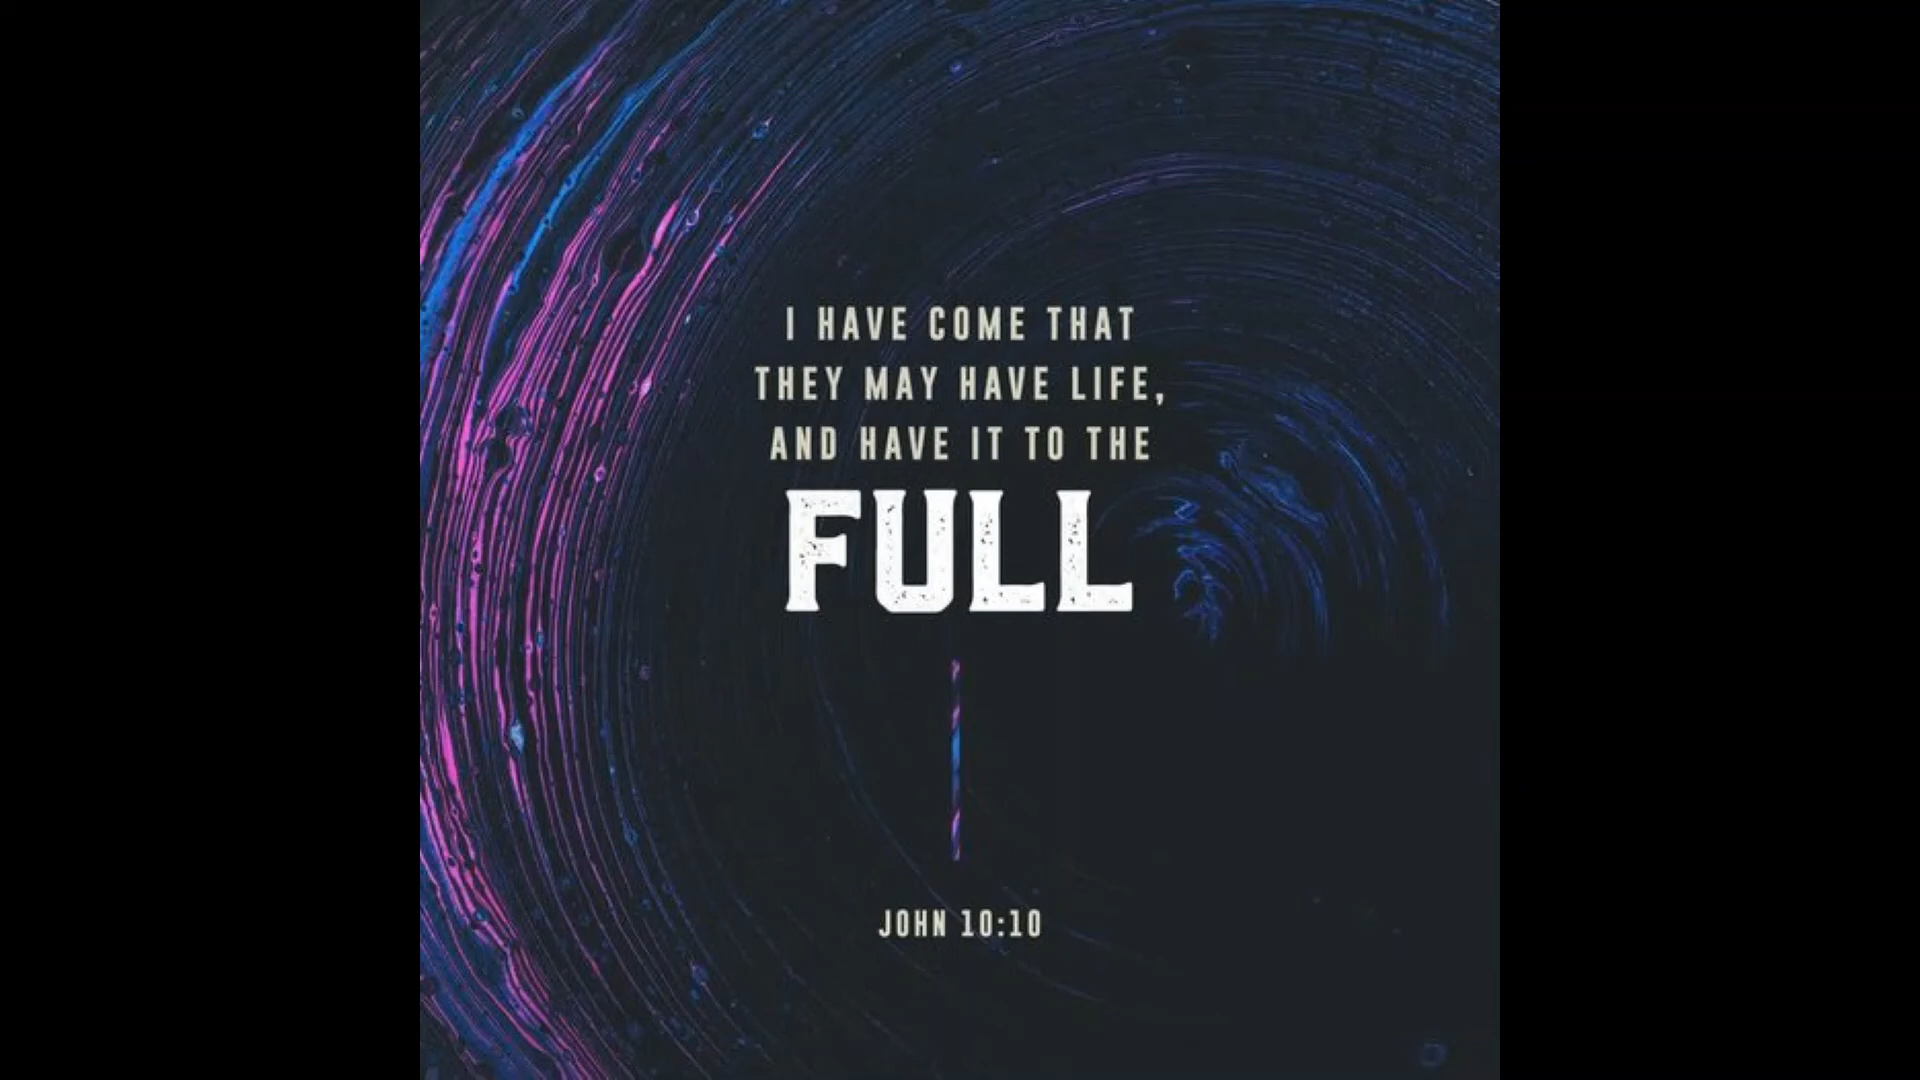 I HAVE COME THAT
THEY MAY HAVE LIFE,
AND HAVE IT TO THE
FULL
JOHN 10:10